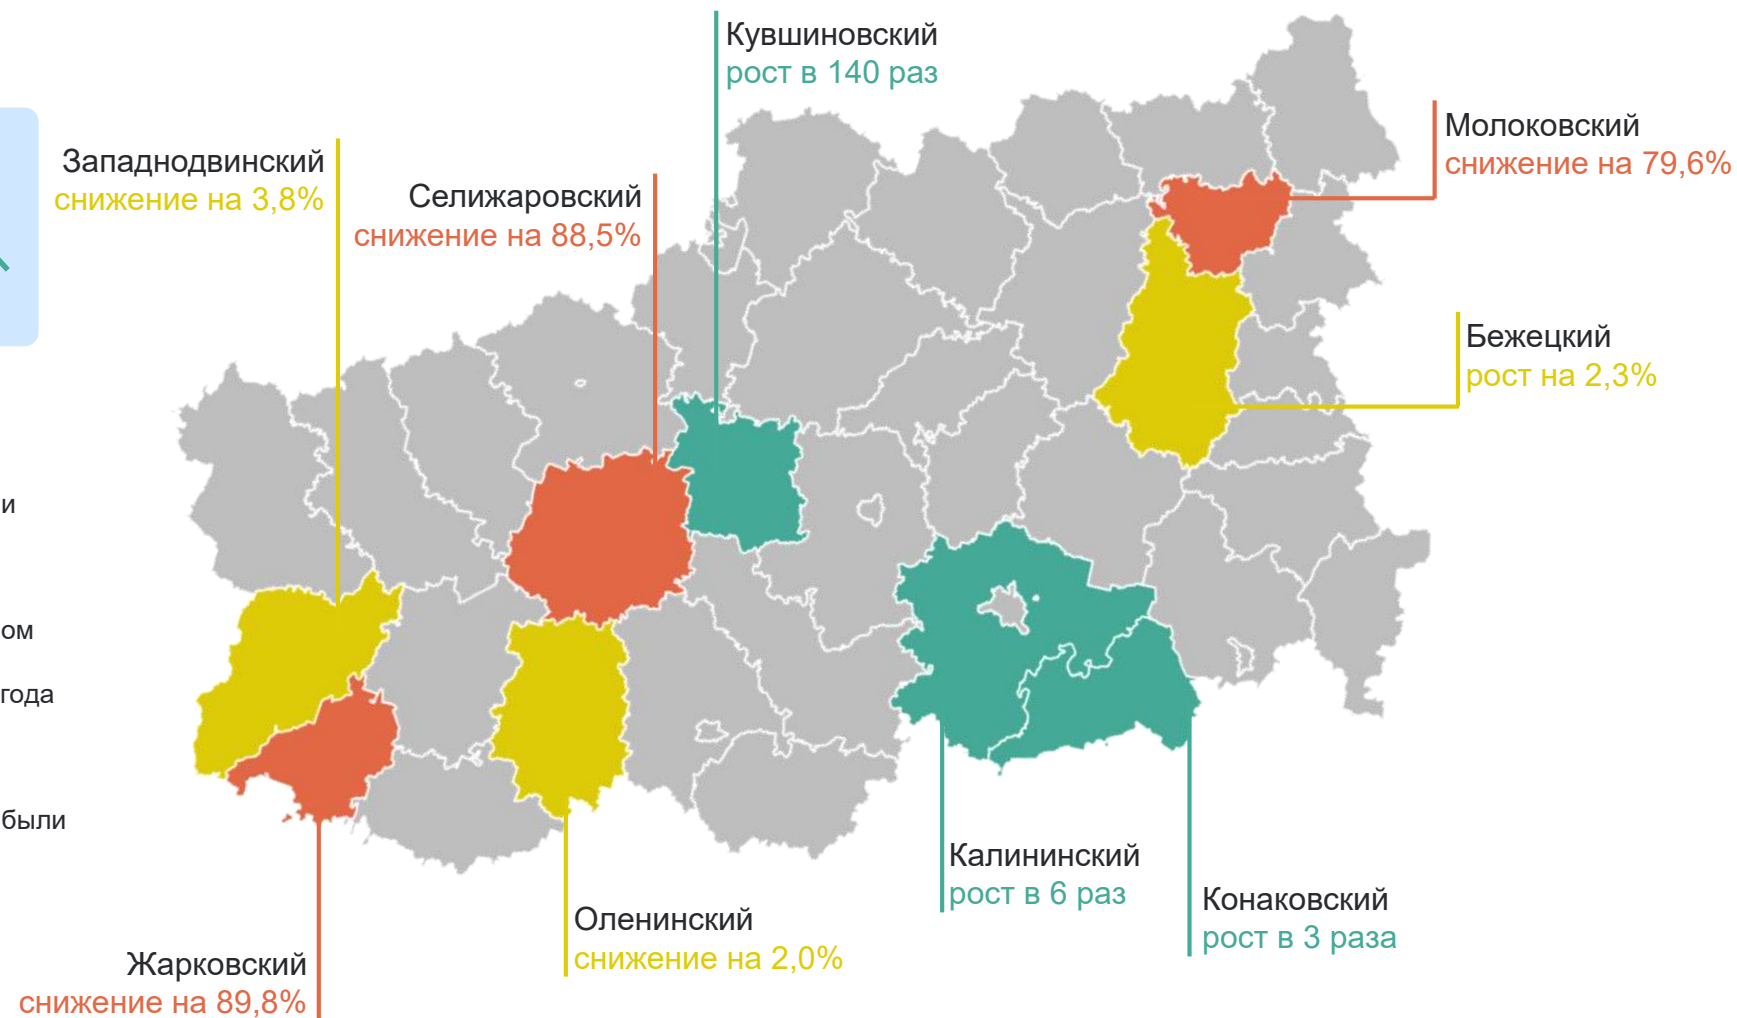 Кувшиновский
рост в 140 раз
Молоковский
снижение на 79,6%
Западнодвинский
снижение на 3,8%
Селижаровский
снижение на 88,5%
Бежецкий
рост на 2,3%
и
ом
года
были
Калининский
рост в 6 раз
Конаковский
рост в 3 раза
Оленинский
снижение на 2,0%
Жарковский
снижение на 89,8%